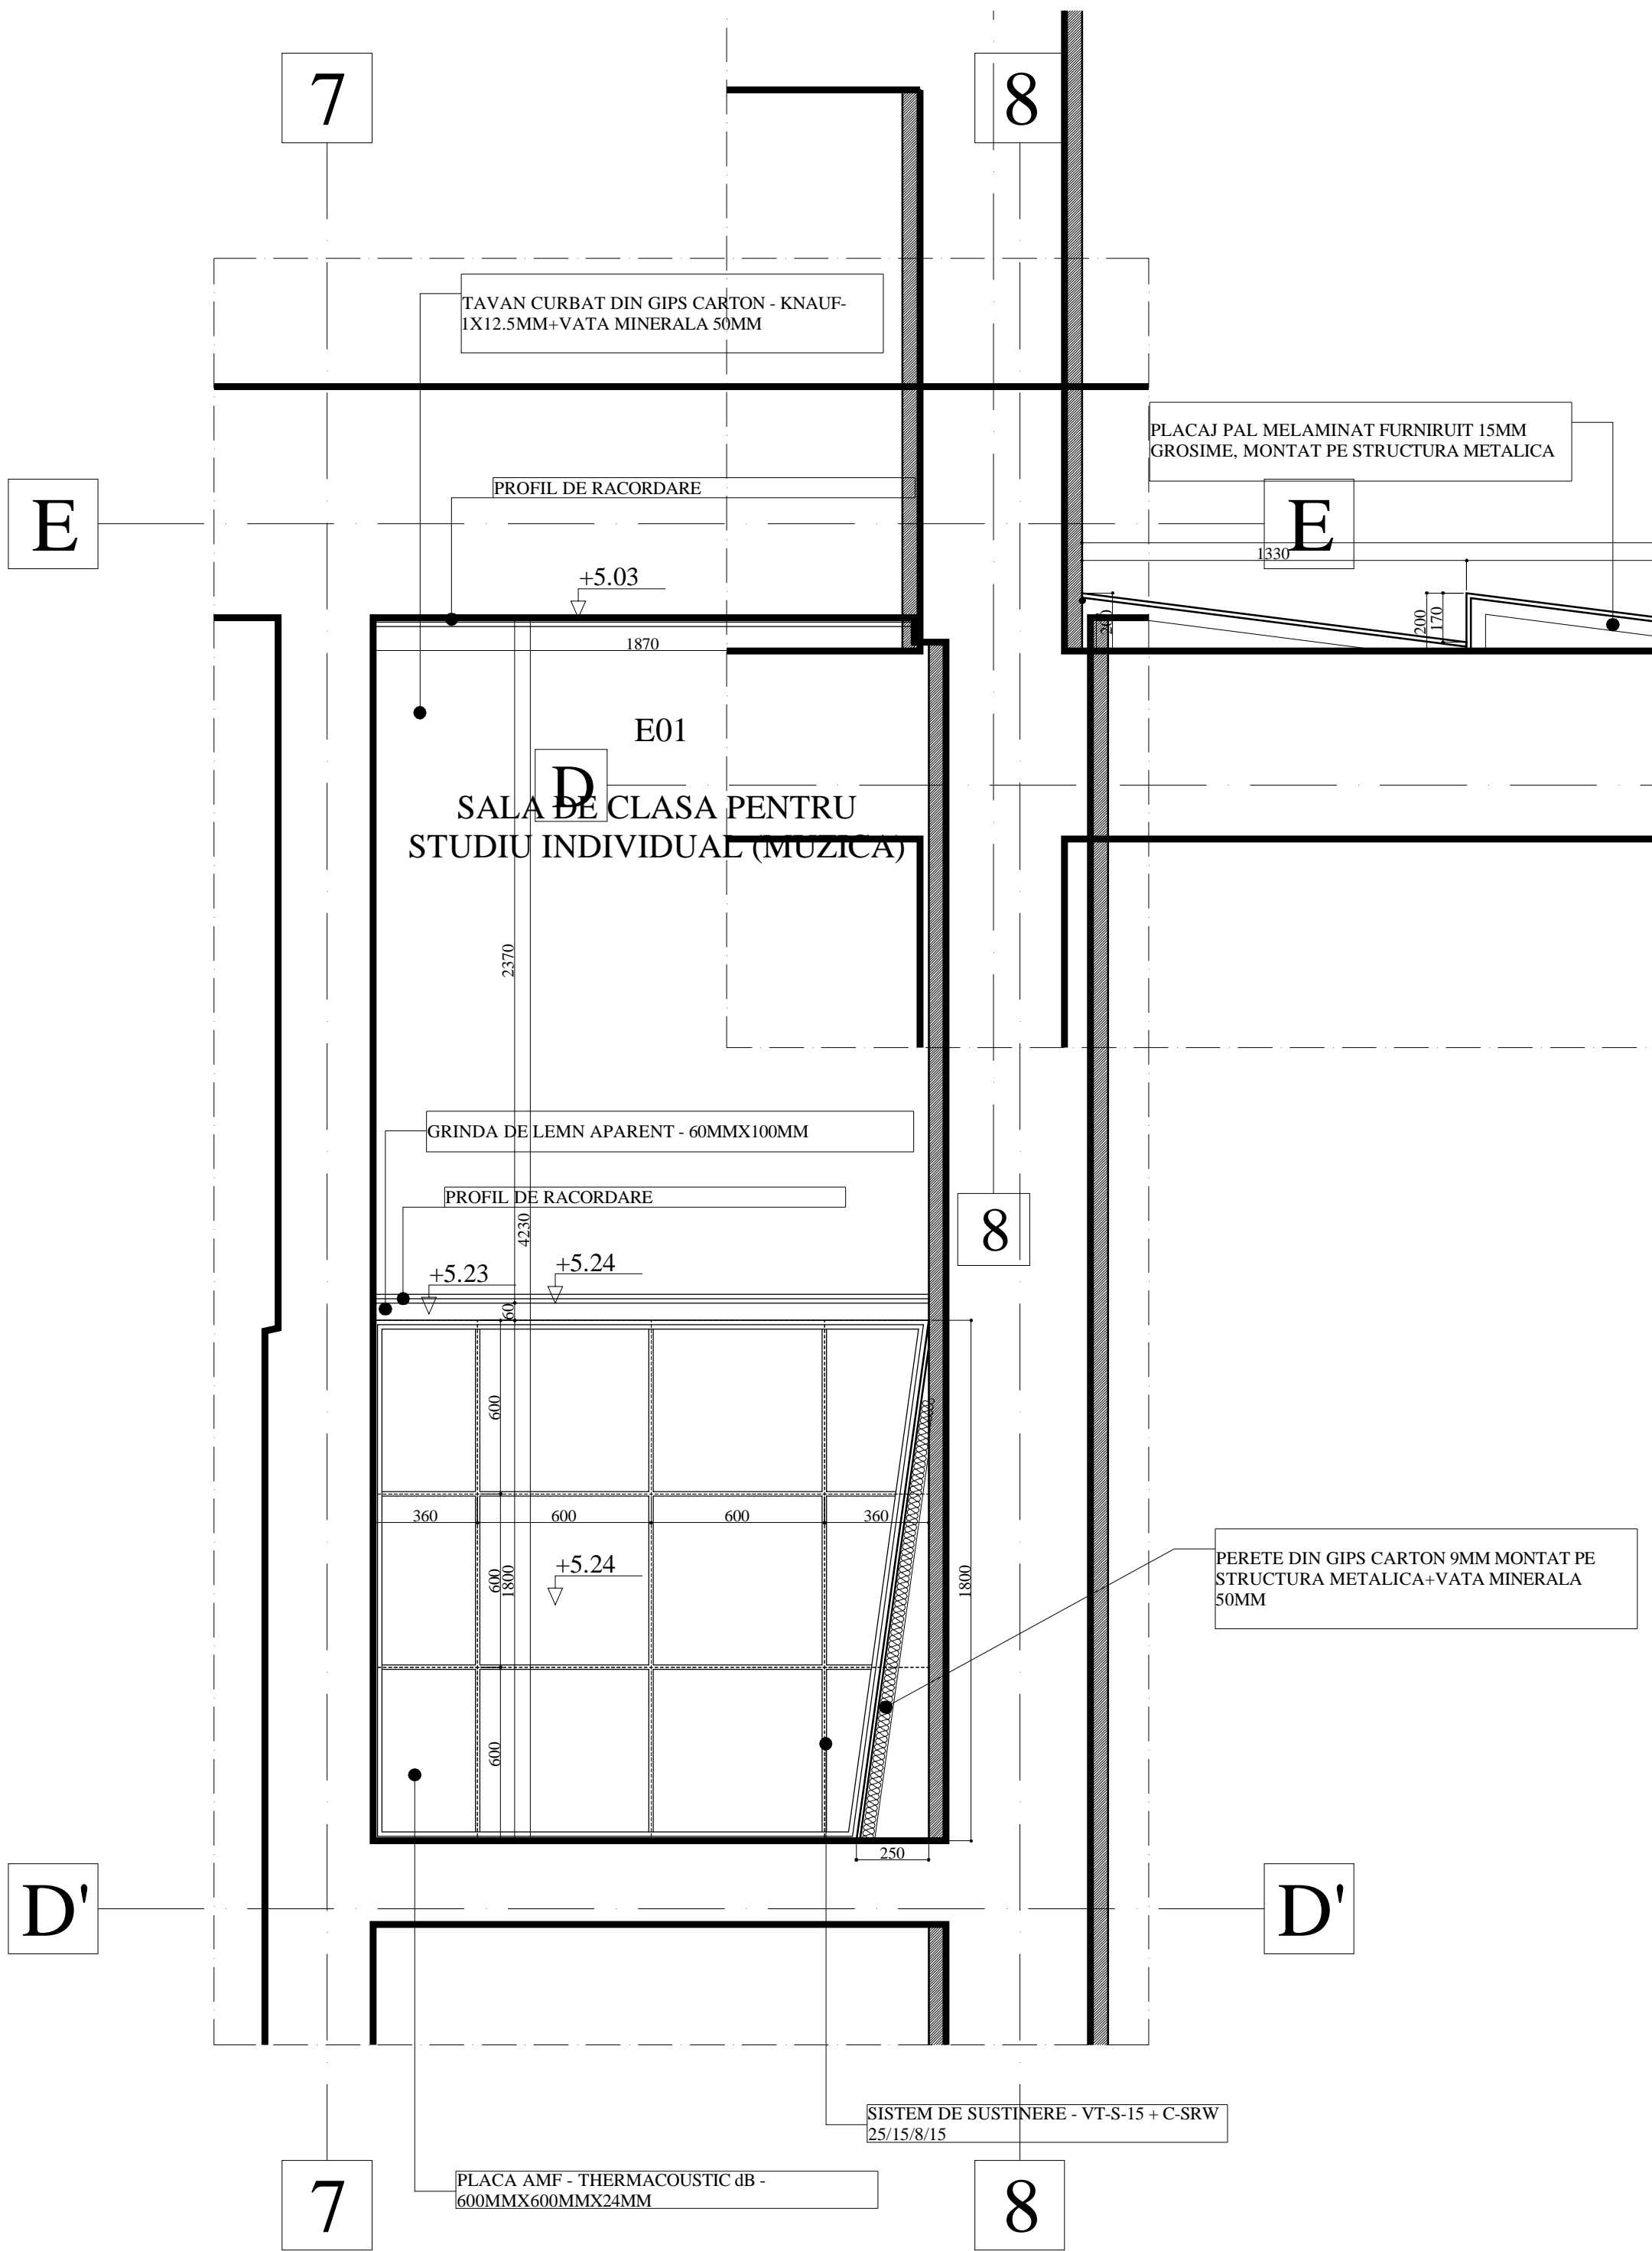 7
8
TAVAN CURBAT DIN GIPS CARTON - KNAUF-
1X12.5MM+VATA MINERALA 50MM
PLACAJ PAL MELAMINAT FURNIRUIT 15MM
GROSIME, MONTAT PE STRUCTURA METALICA
PROFIL DE RACORDARE
E
E
1330
+5.03
200
170
1870
E01
D
SALA DE CLASA PENTRU
STUDIU INDIVIDUAL (MUZICA)
2370
GRINDA DE LEMN APARENT - 60MMX100MM
PROFIL DE RACORDARE
8
4230
+5.23
+5.24
60
600
360
600
600
360
+5.24
600
1800
1800
PERETE DIN GIPS CARTON 9MM MONTAT PE
STRUCTURA METALICA+VATA MINERALA
50MM
600
250
D'
D'
SISTEM DE SUSTINERE - VT-S-15 + C-SRW
25/15/8/15
PLACA AMF - THERMACOUSTIC dB -
600MMX600MMX24MM
7
8